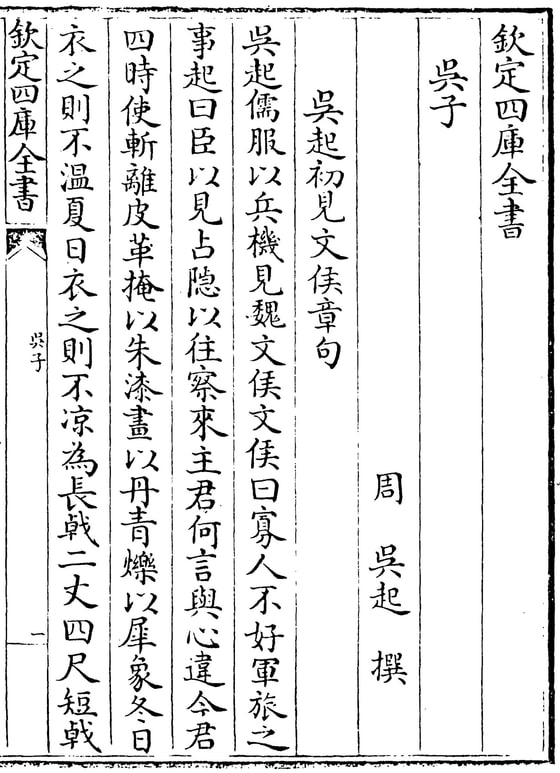 欽定四庫全書
吳子
周　吳起　撰
吳起初見文侯章句
吳起儒服以兵機見魏文侯文侯曰寡人不好軍旅之
事起曰臣以見占隠以往察來主君何言與心違今君
四時使斬離皮革掩以朱漆畫以丹青爍以犀象冬日
衣之則不溫夏日衣之則不凉為長戟二丈四尺短戟
欽定四庫全書
吳子
一